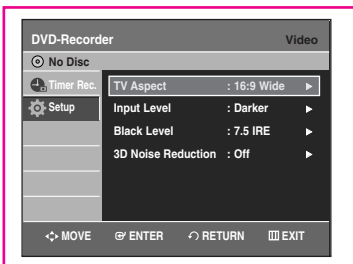 DVD-Recorder Video
No Disc
Timer Rec.
Setup
TV Aspect : 16:9 Wide
Input Level : Darker
Black Level : 7.5 IRE
3D Noise Reduction : Off
MOVE ENTER RETURN EXIT